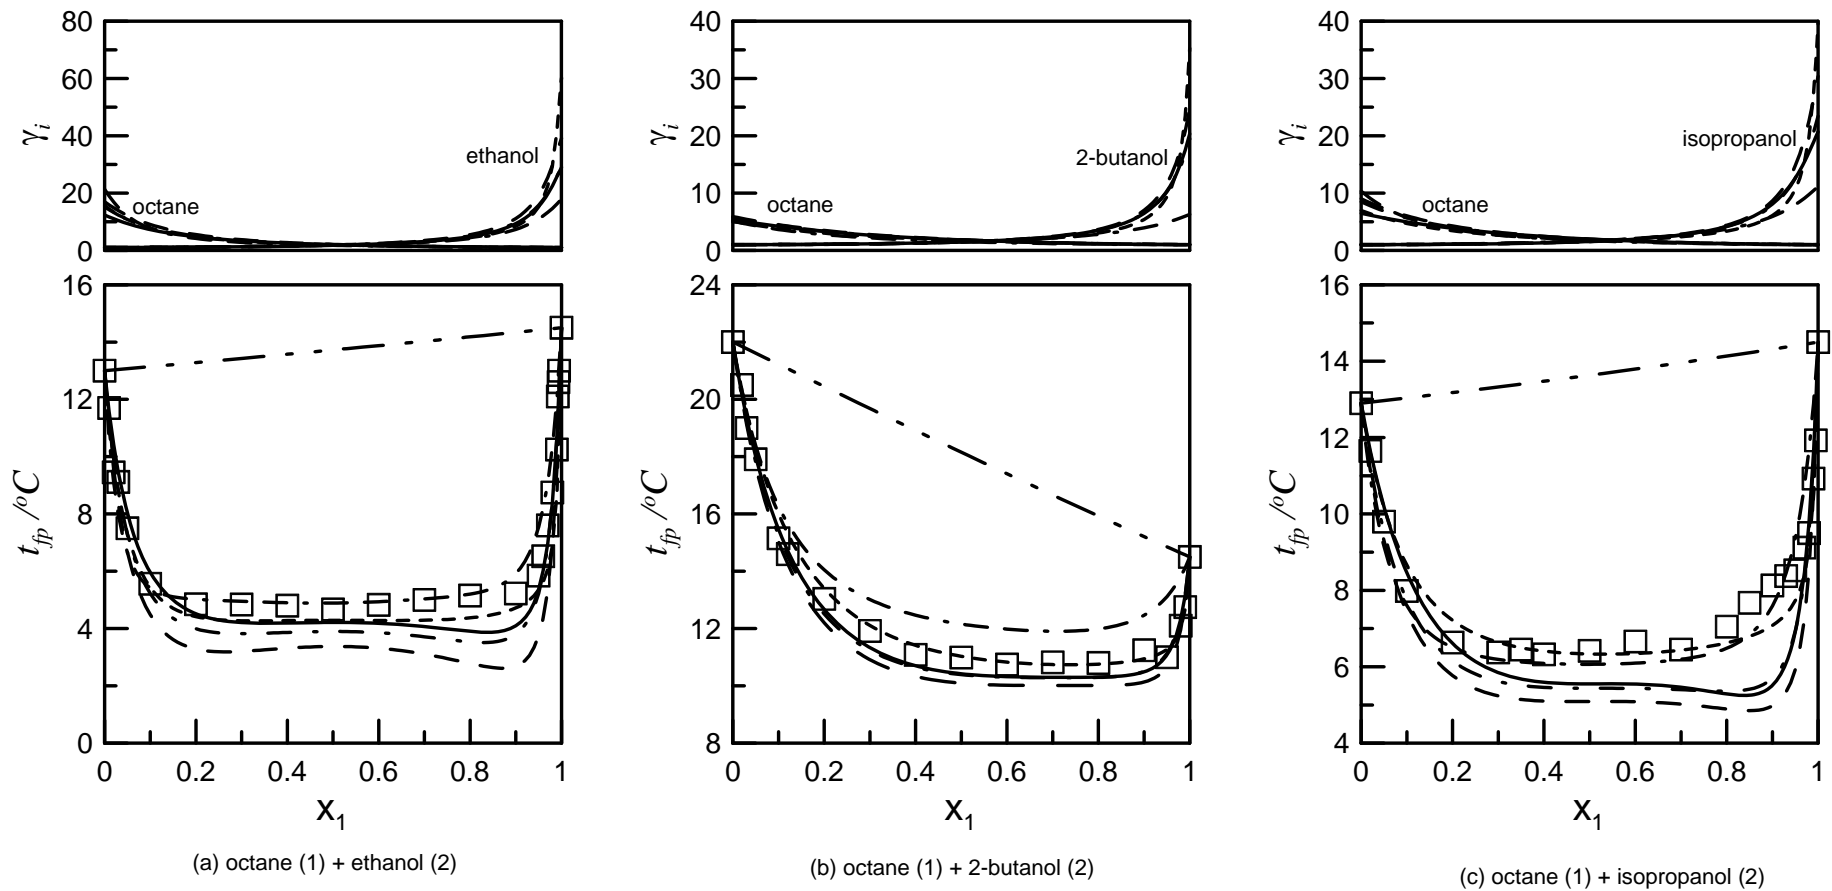 80
60
40
20
0
γi
ethanol
octane
40
30
20
10
0
γi
2-butanol
octane
40
30
20
10
0
γi
isopropanol
octane
16
12
8
4
0
tfp /oC
0 0.2 0.4 0.6 0.8 1
x1
(a) octane (1) + ethanol (2)
24
20
16
12
8
tfp /oC
0 0.2 0.4 0.6 0.8 1
x1
(b) octane (1) + 2-butanol (2)
16
14
12
10
8
6
4
tfp /oC
0 0.2 0.4 0.6 0.8 1
x1
(c) octane (1) + isopropanol (2)